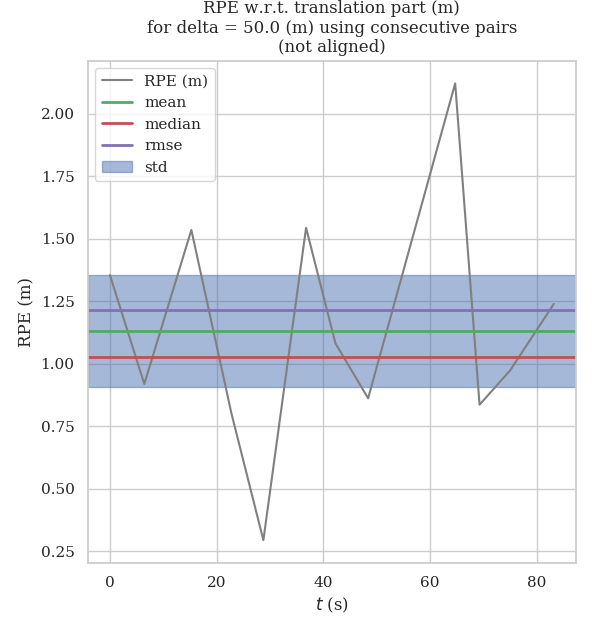 RPE w.r.t. translation part (m)
for delta = 50.0 (m) using consecutive pairs
(not aligned)
RPE (m)
mean
median
rmse
std
RPE (m)
2.00
1.75
1.50
1.25
1.00
0.75
0.50
0.25
0 20 40 60 80
t (s)